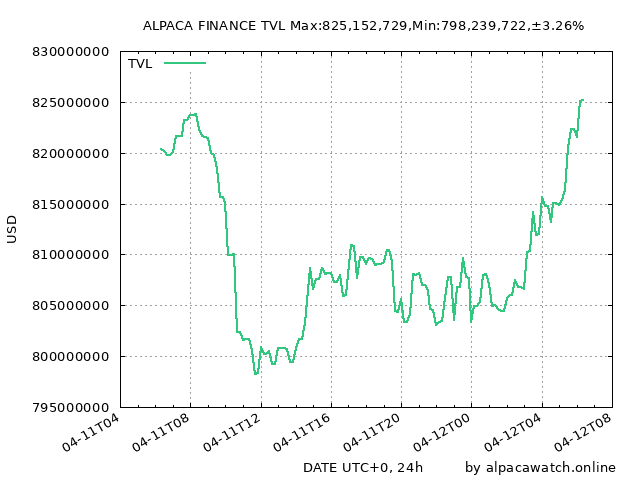 ALPACA FINANCE TVL Max:825,152,729,Min:798,239,722,±3.26%
TVL
830000000
825000000
820000000
815000000
810000000
805000000
800000000
795000000
USD
04-11T04
04-11T08
04-11T12
04-11T16
04-11T20
04-12T00
04-12T04
04-12T08
DATE UTC+0, 24h
by alpacawatch.online